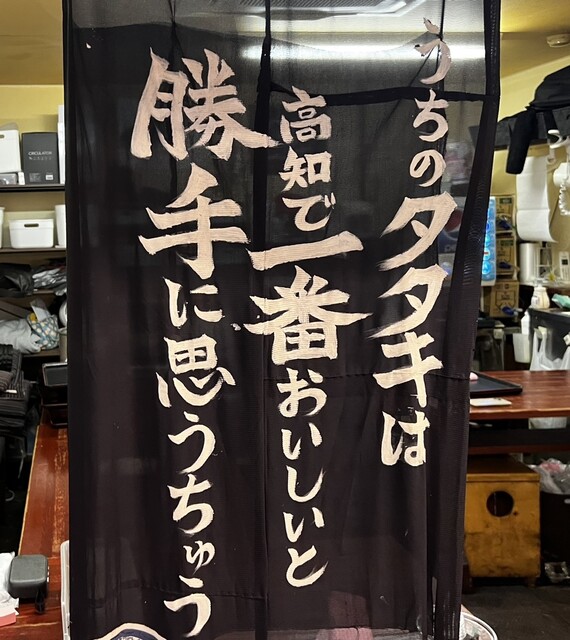 うちのタタキは
高知で一番おいしいと
勝手に思ううちゅう